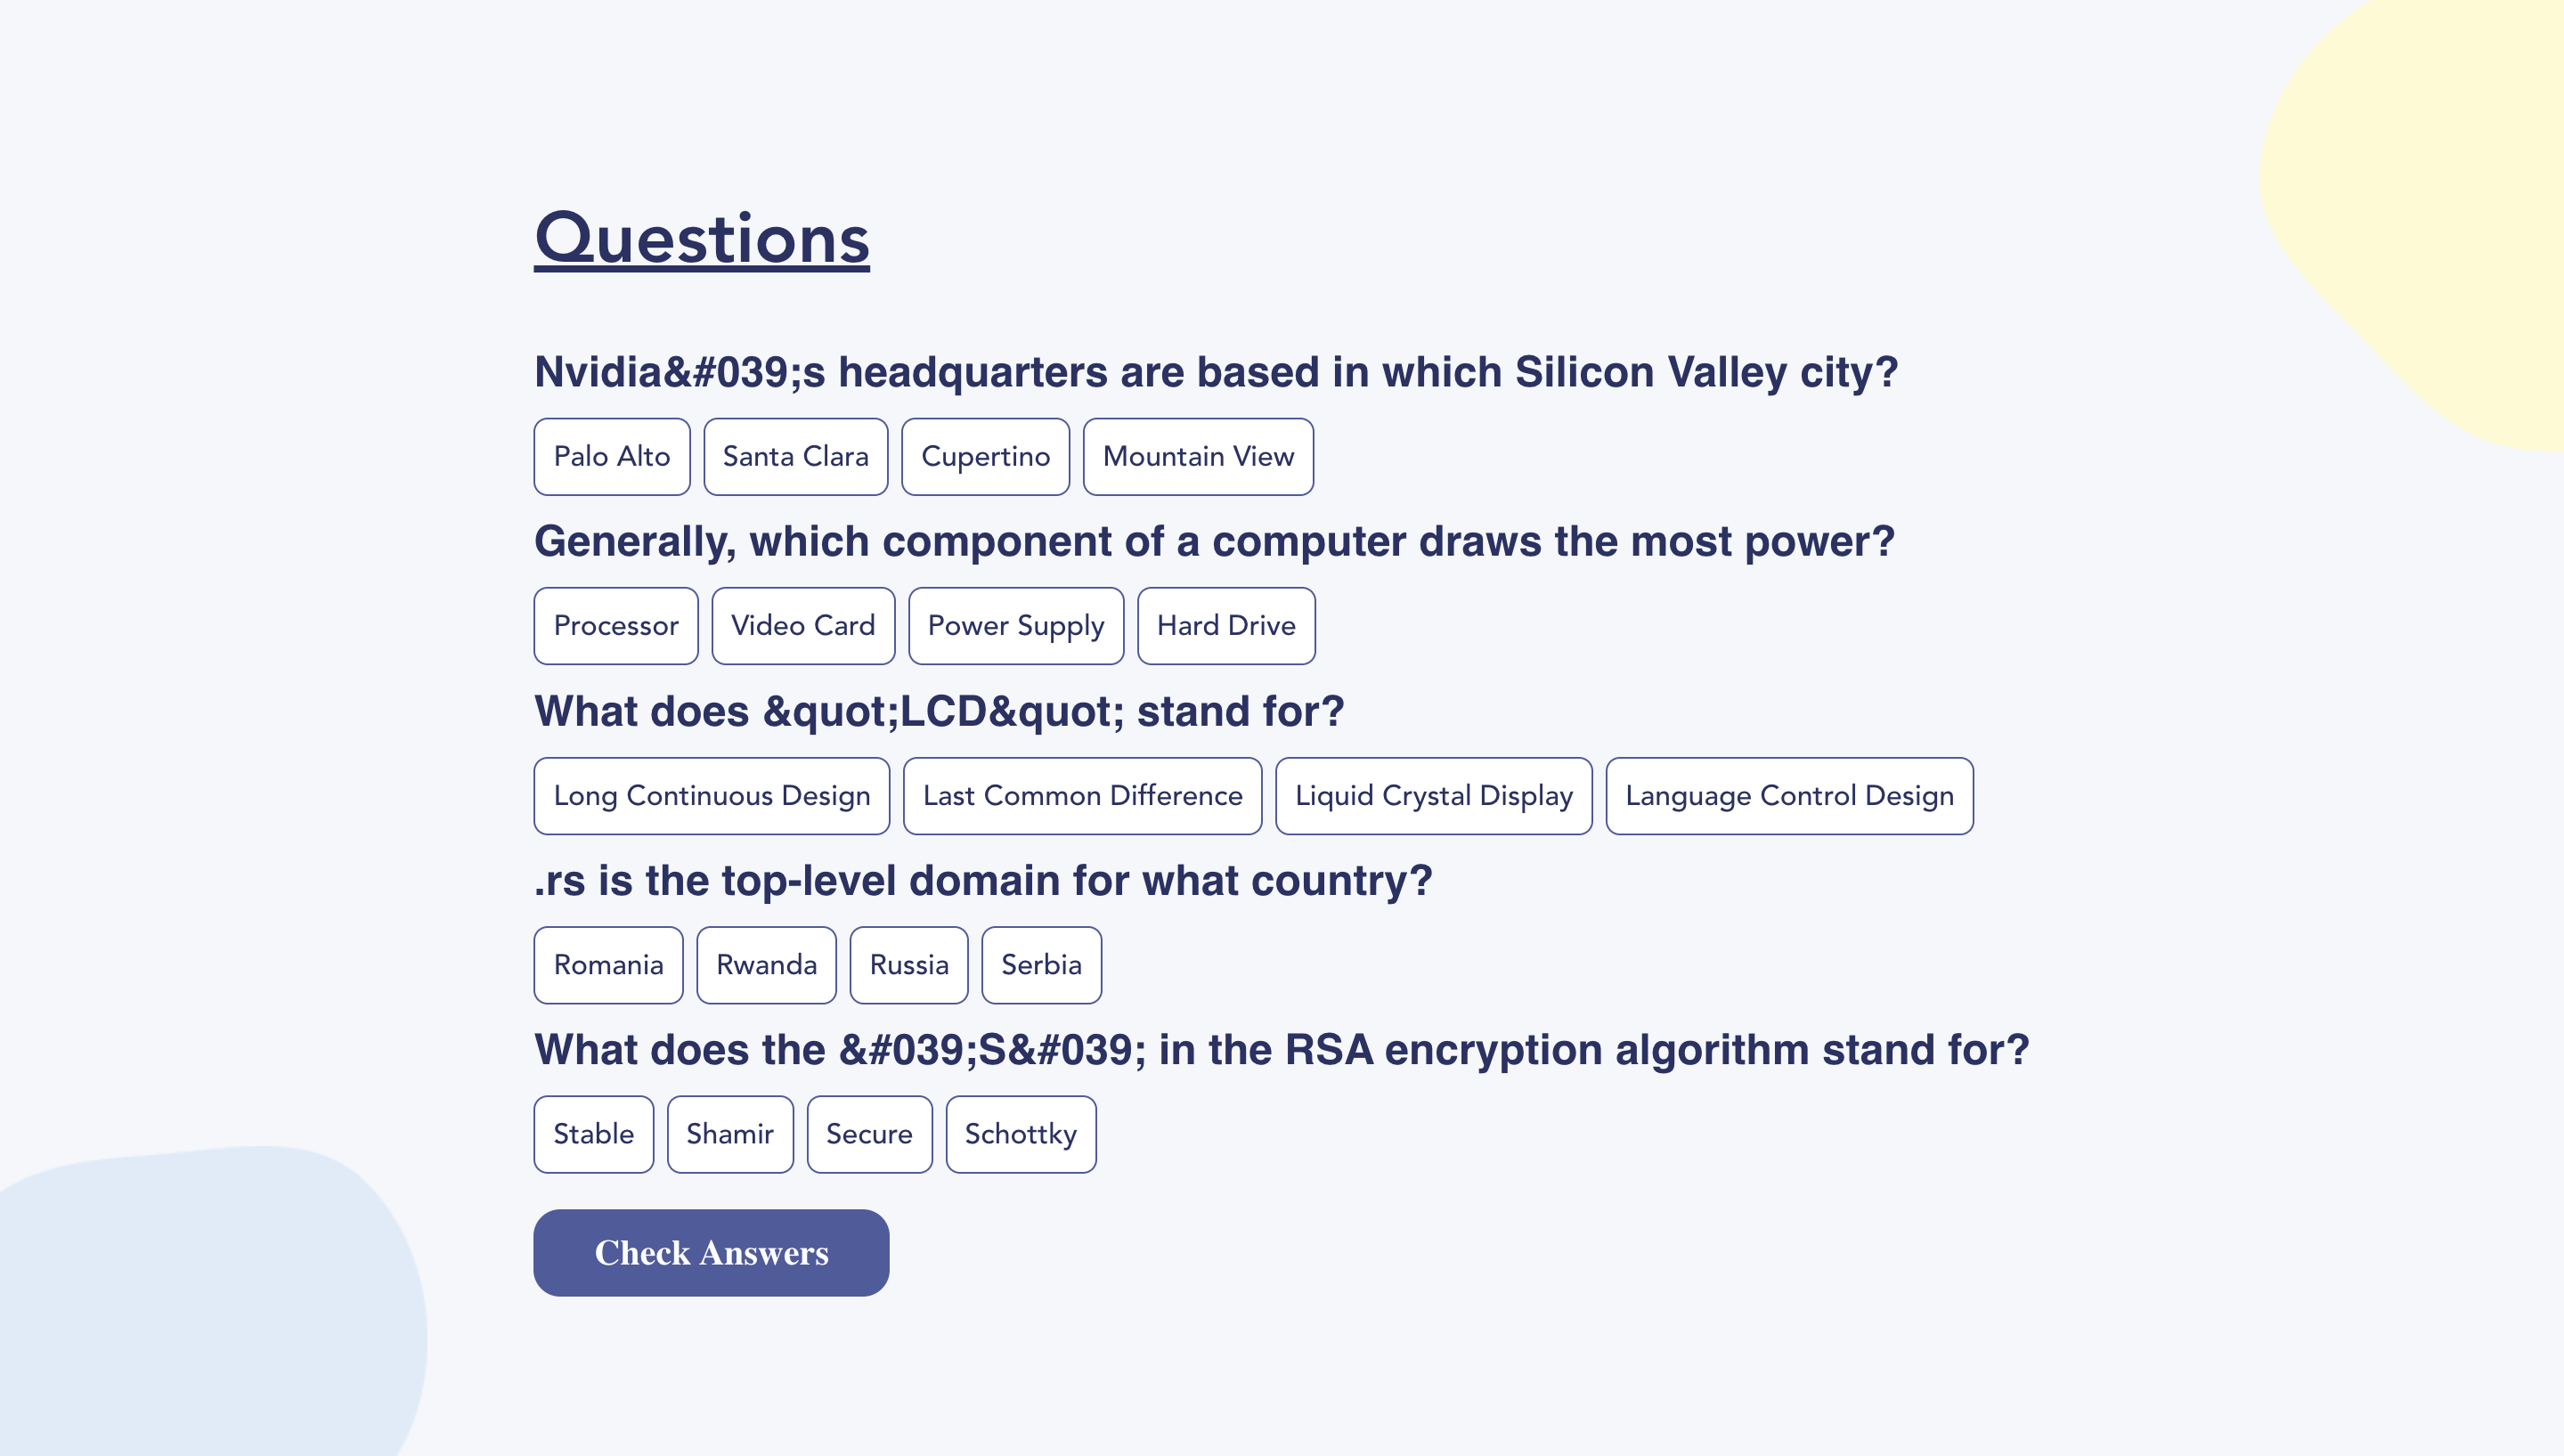 Questions
Nvidia&#039;s headquarters are based in which Silicon Valley city?
Palo Alto Santa Clara Cupertino Mountain View
Generally, which component of a computer draws the most power?
Processor Video Card Power Supply Hard Drive
What does &quot;LCD&quot; stand for?
Long Continuous Design Last Common Difference Liquid Crystal Display Language Control Design
.rs is the top-level domain for what country?
Romania Rwanda Russia Serbia
What does the &#039;S&#039; in the RSA encryption algorithm stand for?
Stable Shamir Secure Schottky
Check Answers